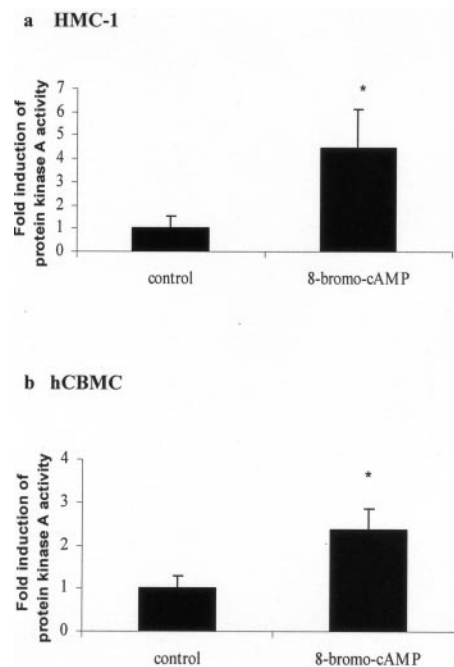 a HMC-1
Fold induction of
protein kinase A activity
7
6
5
4
3
2
1
0
*
control 8-bromo-cAMP
b hCBMC
Fold induction of
protein kinase A activity
4
3
2
1
0
*
control 8-bromo-cAMP